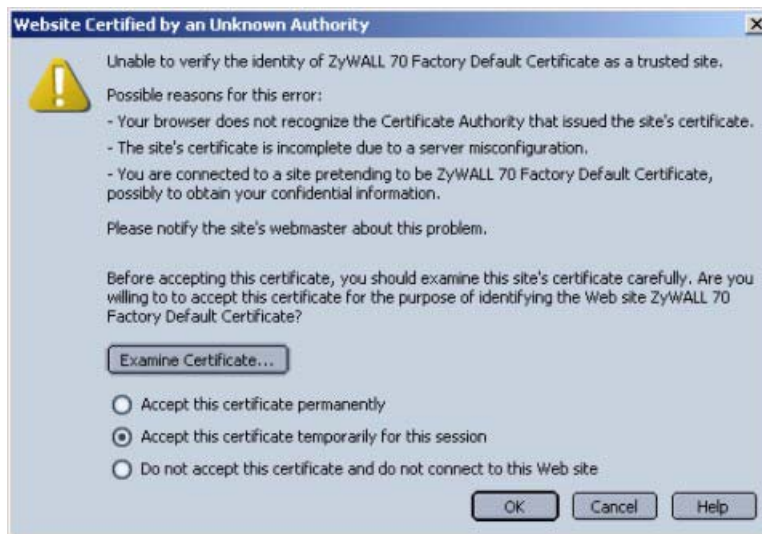 Website Certified by an Unknown Authority
Unable to verify the identity of ZyWALL 70 Factory Default Certificate as a trusted site.
Possible reasons for this error:
- Your browser does not recognize the Certificate Authority that issued the site's certificate.
- The site's certificate is incomplete due to a server misconfiguration.
- You are connected to a site pretending to be ZyWALL 70 Factory Default Certificate,
possibly to obtain your confidential information.
Please notify the site's webmaster about this problem.
Before accepting this certificate, you should examine this site's certificate carefully. Are you
willing to to accept this certificate for the purpose of identifying the Web site ZyWALL 70
Factory Default Certificate?
Examine Certificate...
Accept this certificate permanently
Accept this certificate temporarily for this session
Do not accept this certificate and do not connect to this Web site
OK Cancel Help